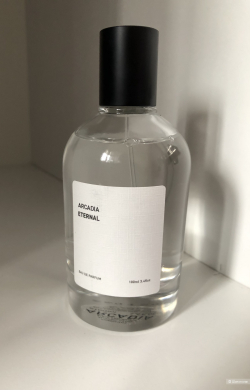 ARCADIA
ETERNAL
EAU DE PARFUM
100ml 3.4floz